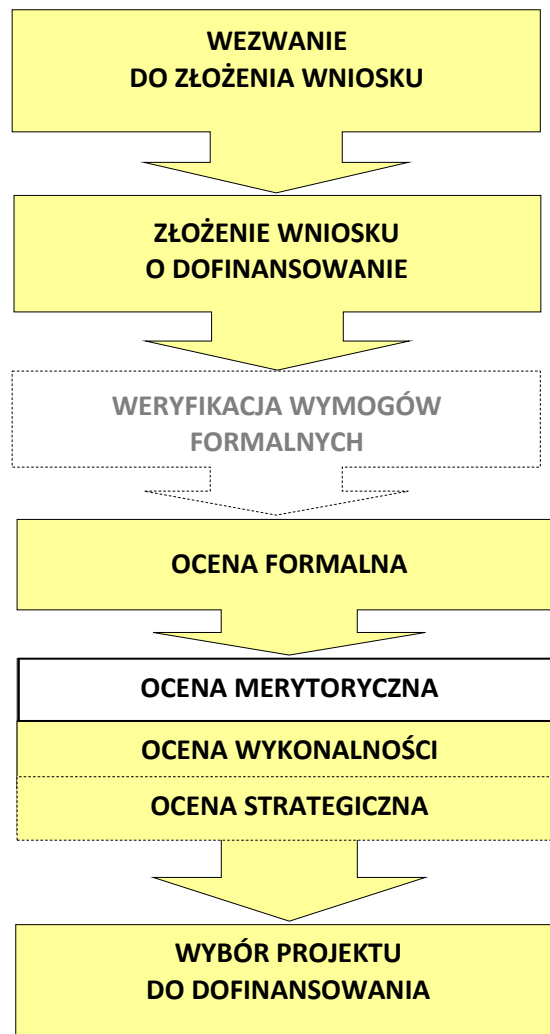 WEZWANIE
DO ZŁOŻENIA WNIOSKU
ZŁOŻENIE WNIOSKU
O DOFINANSOWANIE
WERYFIKACJA WYMOGÓW
FORMALNYCH
OCENA FORMALNA
OCENA MERYTORYCZNA
OCENA WYKONALNOŚCI
OCENA STRATEGICZNA
WYBÓR PROJEKTU
DO DOFINANSOWANIA